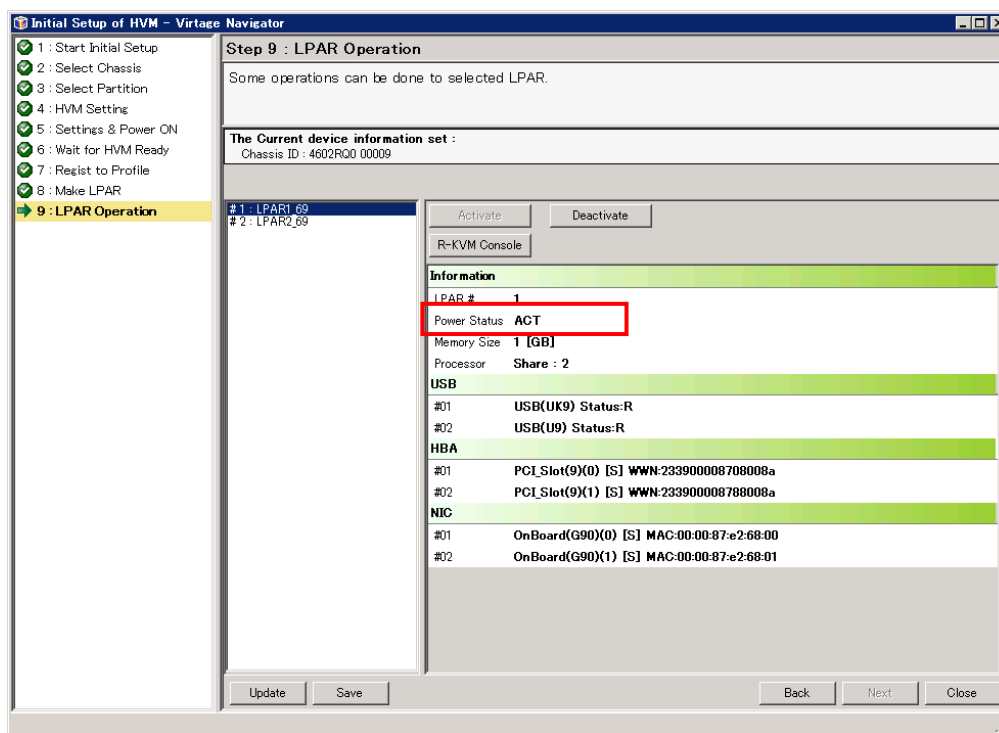 Initial Setup of HVM - Virtage Navigator
1 : Start Initial Setup
2 : Select Chassis
3 : Select Partition
4 : HVM Setting
5 : Settings & Power ON
6 : Wait for HVM Ready
7 : Regist to Profile
8 : Make LPAR
9 : LPAR Operation
Step 9 : LPAR Operation
Some operations can be done to selected LPAR.
The Current device information set :
Chassis ID : 4602RQ0 00009
# 1 : LPAR1_69
# 2 : LPAR2_69
Activate Deactivate
R-KVM Console
Information
LPAR # 1
Power Status ACT
Memory Size 1 [GB]
Processor Share : 2
USB
#01 USB(UK9) Status:R
#02 USB(U9) Status:R
HBA
#01 PCI_Slot(9)(0) [S] WWN:233900008708008a
#02 PCI_Slot(9)(1) [S] WWN:233900008788008a
NIC
#01 OnBoard(G90)(0) [S] MAC:00:00:87:e2:68:00
#02 OnBoard(G90)(1) [S] MAC:00:00:87:e2:68:01
Update Save Back Next Close